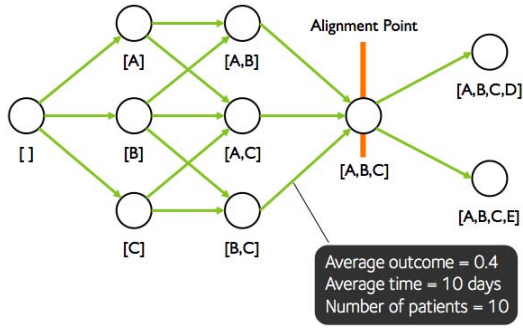 Alignment Point
[A]
[A,B]
[A,B,C,D]
[ ]
[B]
[A,C]
[A,B,C]
[C]
[B,C]
[A,B,C,E]
Average outcome = 0.4
Average time = 10 days
Number of patients = 10